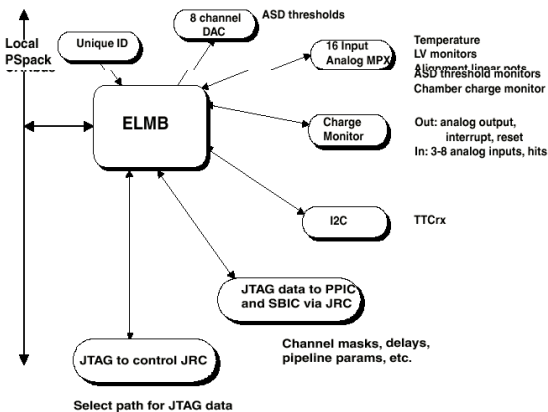 Local
PSpack
Unique ID
8 channel
DAC
ASD thresholds
16 Input
Analog MPX
Temperature
LV monitors
Alignment linear pots
ASD threshold monitors
Chamber charge monitor
ELMB
Charge
Monitor
Out: analog output,
interrupt, reset
In: 3-8 analog inputs, hits
I2C
TTCrx
JTAG data to PPIC
and SBIC via JRC
Channel masks, delays,
pipeline params, etc.
JTAG to control JRC
Select path for JTAG data